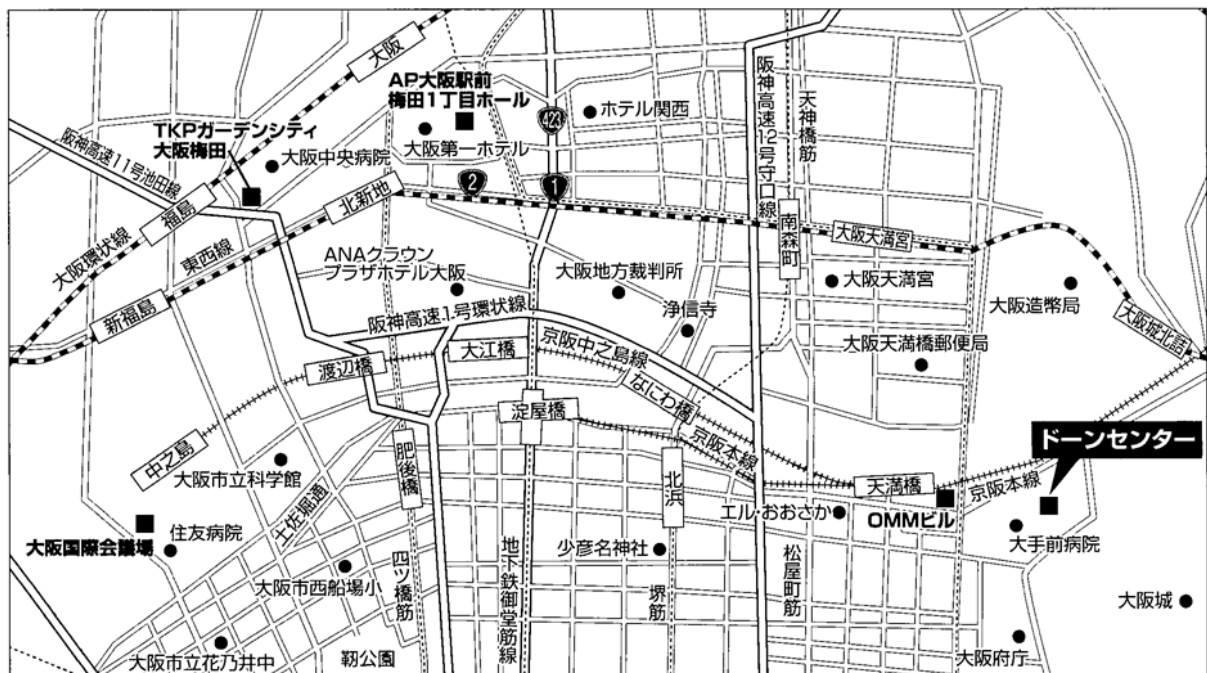 大阪
AP大阪駅前
梅田1丁目ホール
423
ホテル関西
阪神高速12号守口線
天神橋筋
TKPガーデンシティ
大阪梅田
大阪第一ホテル
大阪中央病院
阪神高速11号池田線
2
1
北新地
福島
大阪環状線
東西線
新福島
南森町
大阪天満宮
ANAクラウン
プラザホテル大阪
大阪地方裁判所
大阪天満宮
大阪造幣局
阪神高速1号環状線
浄信寺
大阪城北詰
大江橋
京阪中之島線
大阪天満橋郵便局
渡辺橋
なにわ橋
淀屋橋
中之島
京阪本線
ドーンセンター
肥後橋
大阪市立科学館
北浜
天満橋
京阪本線
土佐堀通
エル・おおさか
OMMビル
大阪国際会議場
住友病院
大手前病院
四ツ橋筋
地下鉄御堂筋線
少彦名神社
堺筋
松屋町筋
大阪市西船場小
大阪城
大阪市立花乃井中
靭公園
大阪府庁